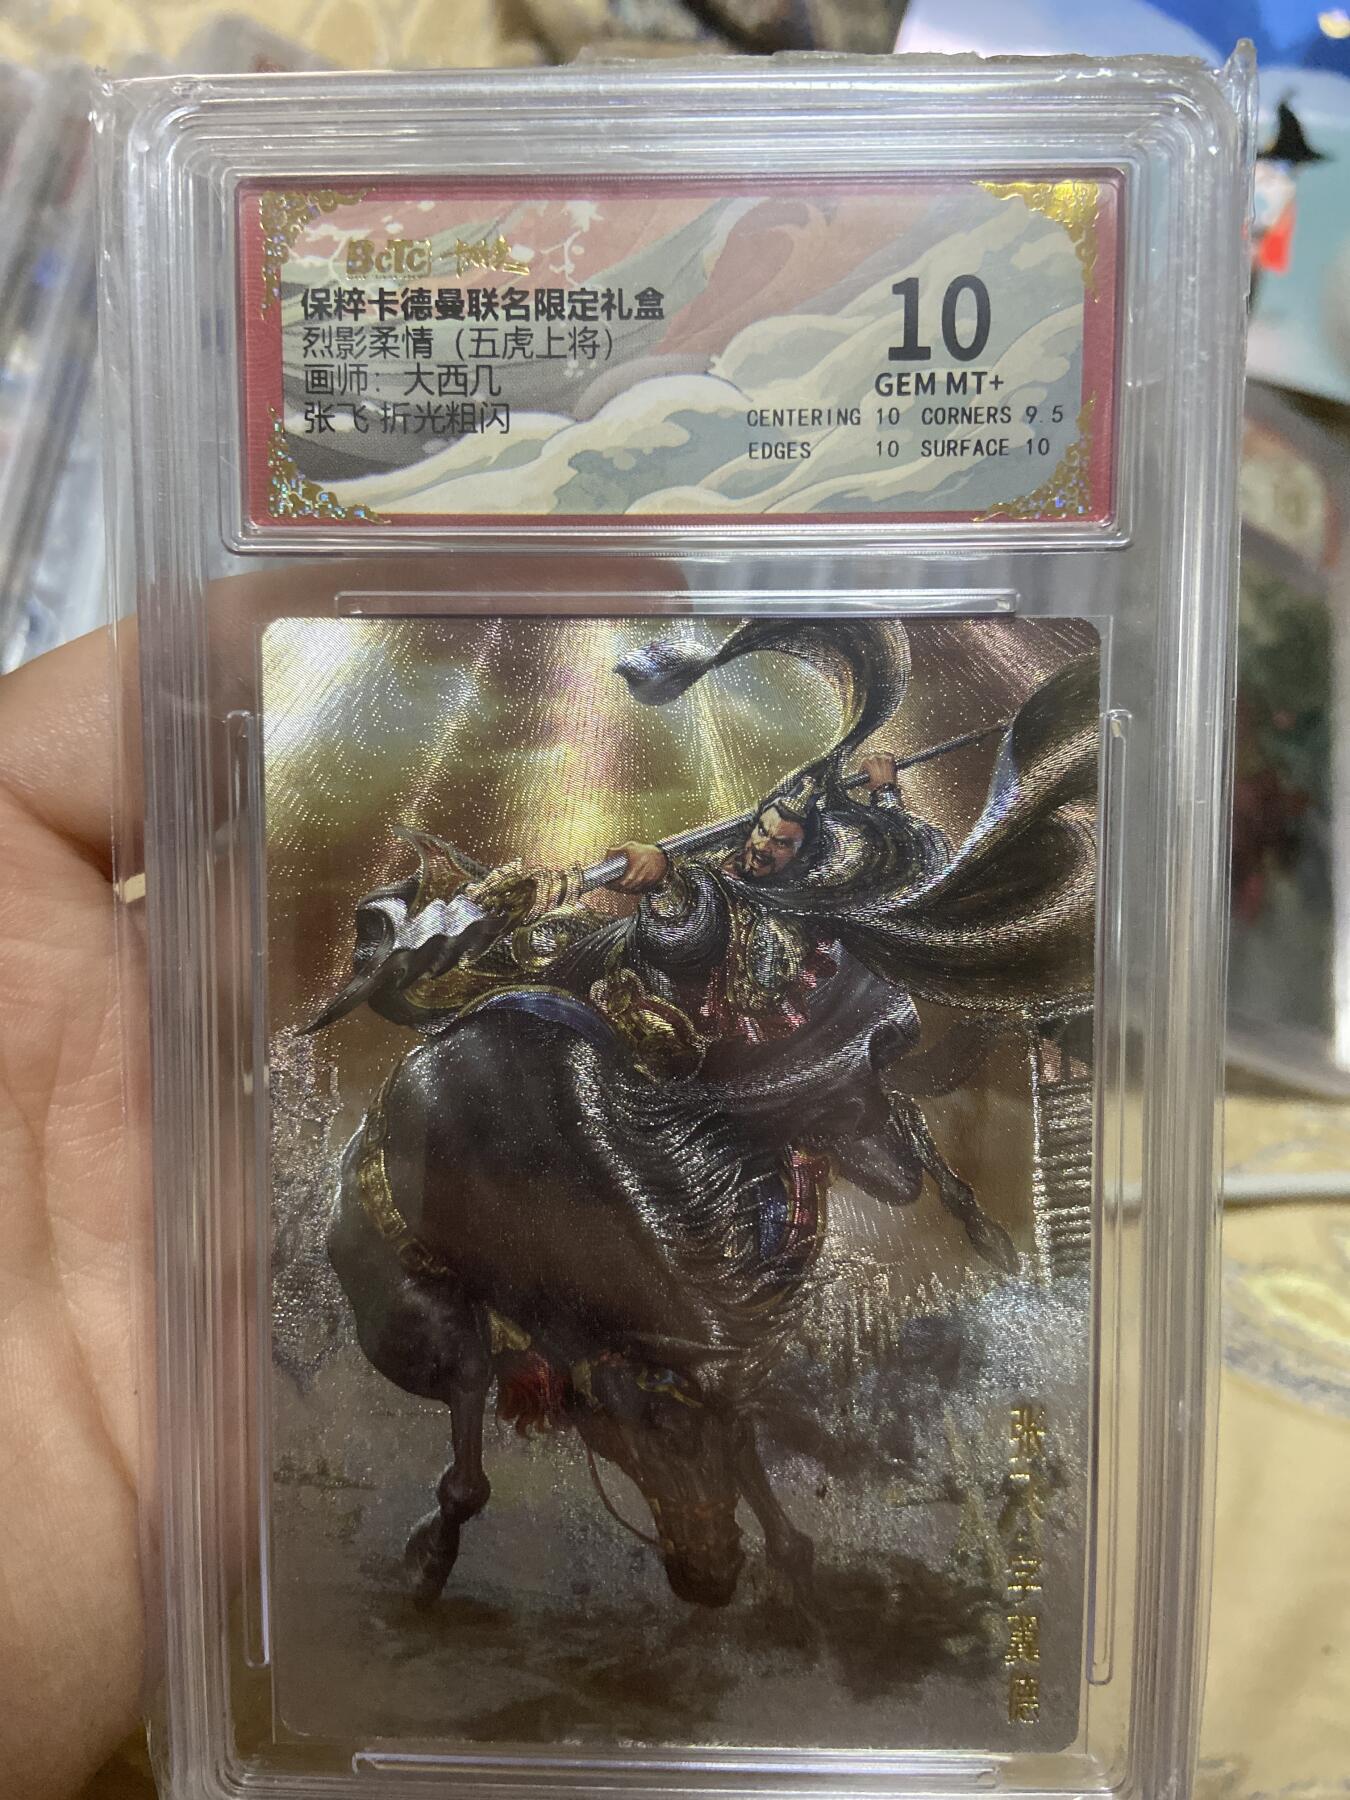 BCTC
保粹卡德曼联名限定礼盒
烈影柔情（五虎上将）
画师：大西几
张飞 折光粗闪
10
GEM MT+
CENTERING 10 CORNERS 9.5
EDGES 10 SURFACE 10
张飞字翼德